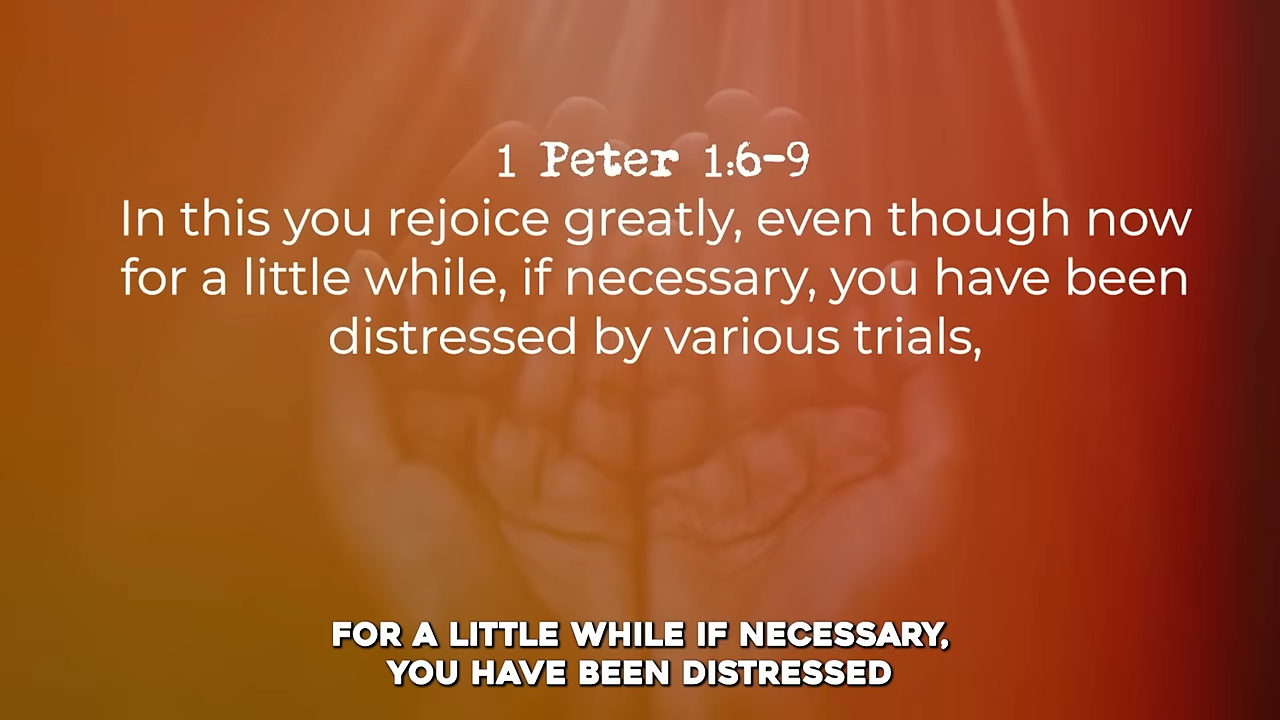 1 Peter 1:6-9
In this you rejoice greatly, even though now
for a little while, if necessary, you have been
distressed by various trials,
FOR A LITTLE WHILE IF NECESSARY,
YOU HAVE BEEN DISTRESSED